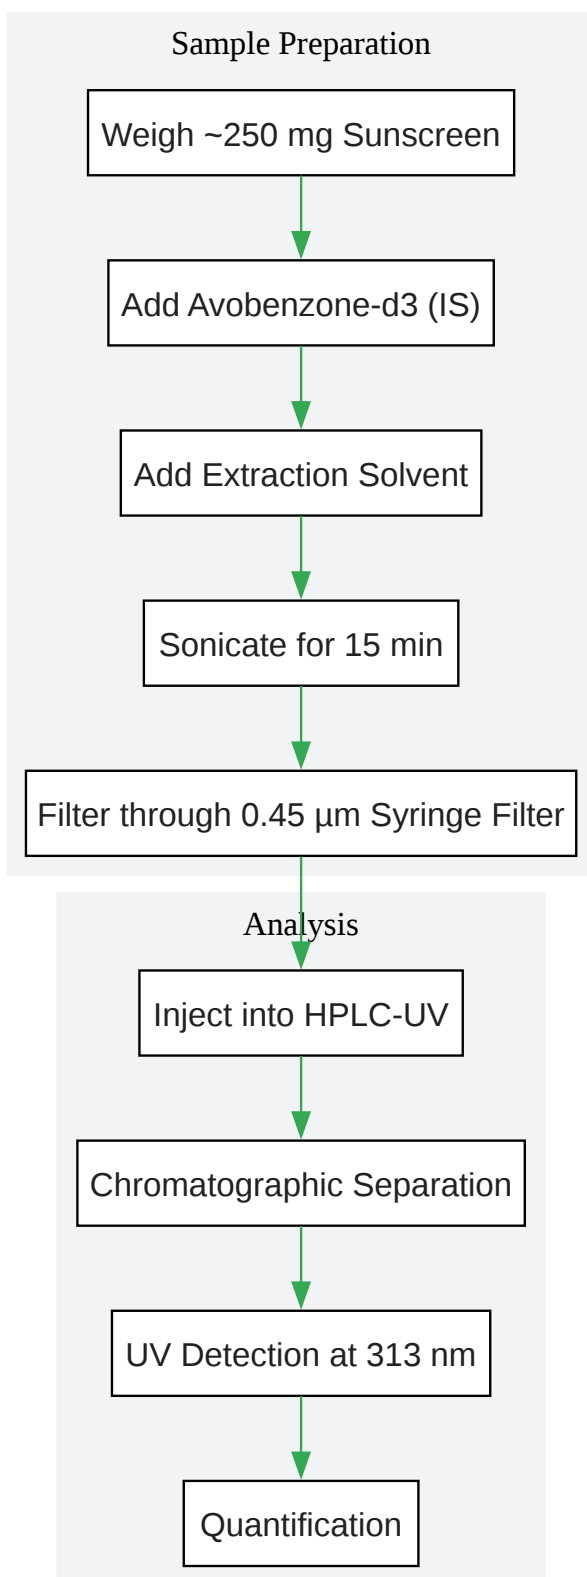 Sample Preparation
Weigh ~250 mg Sunscreen
Add Avobenzone-d3 (IS)
Add Extraction Solvent
Sonicate for 15 min
Filter through 0.45 µm Syringe Filter
Analysis
Inject into HPLC-UV
Chromatographic Separation
UV Detection at 313 nm
Quantification